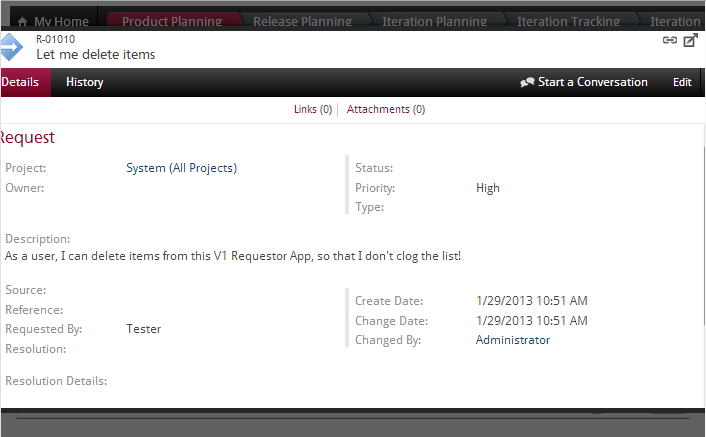 My Home Product Planning Release Planning Iteration Planning Iteration Tracking Iteration
R-01010
Let me delete items
Details History Start a Conversation Edit
Links (0) Attachments (0)
Request
Project: System (All Projects) Status:
Owner: Priority: High
Type:
Description:
As a user, I can delete items from this V1 Requestor App, so that I don't clog the list!
Source:
Create Date: 1/29/2013 10:51 AM
Reference:
Change Date: 1/29/2013 10:51 AM
Requested By: Tester
Changed By: Administrator
Resolution:
Resolution Details: